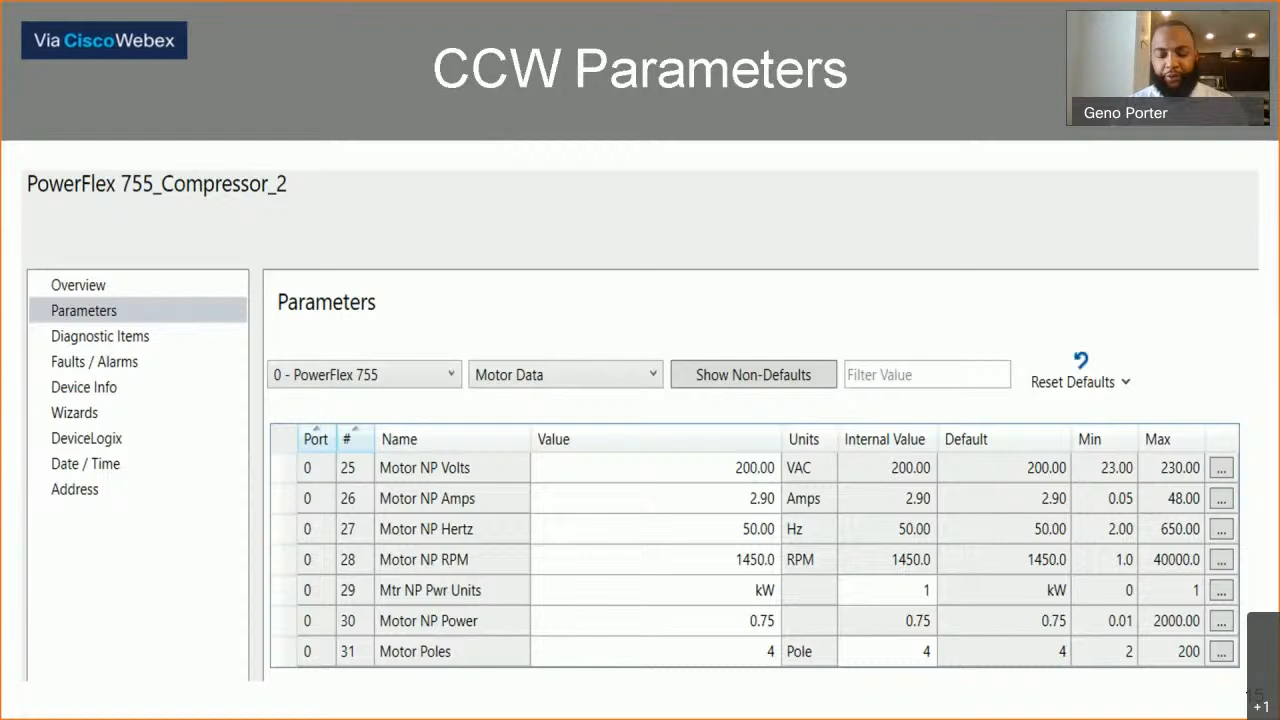 Via CiscoWebex
CCW Parameters
Geno Porter
PowerFlex 755_Compressor_2
Overview
Parameters
Diagnostic Items
Faults / Alarms
Device Info
Wizards
DeviceLogix
Date / Time
Address
Parameters
0 - PowerFlex 755 Motor Data Show Non-Defaults Filter Value Reset Defaults
Port # Name Value Units Internal Value Default Min Max
0 25 Motor NP Volts 200.00 VAC 200.00 200.00 23.00 230.00 ...
0 26 Motor NP Amps 2.90 Amps 2.90 2.90 0.05 48.00 ...
0 27 Motor NP Hertz 50.00 Hz 50.00 50.00 2.00 650.00 ...
0 28 Motor NP RPM 1450.0 RPM 1450.0 1450.0 1.0 40000.0 ...
0 29 Mtr NP Pwr Units kW 1 kW 0 1 ...
0 30 Motor NP Power 0.75 0.75 0.75 0.01 2000.00 ...
0 31 Motor Poles 4 Pole 4 4 2 200 ...
15
+1